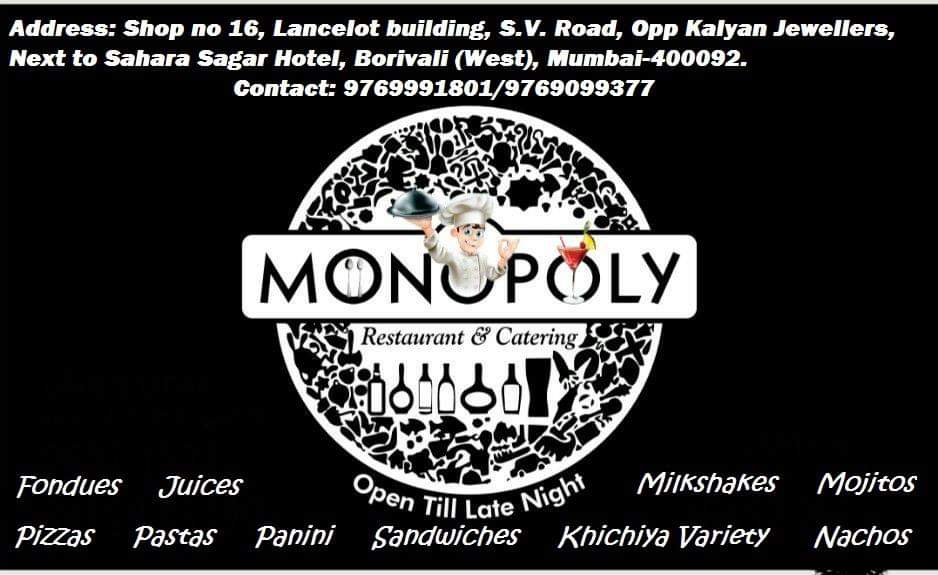 Address: Shop no 16, Lancelot building, S.V. Road, Opp Kalyan Jewellers,
Next to Sahara Sagar Hotel, Borivali (West), Mumbai-400092.
Contact: 9769991801/9769099377
MONOPOLY
Restaurant & Catering
Open Till Late Night
Fondues Juices Milkshakes Mojitos
Pizzas Pastas Panini Sandwiches Khichiya Variety Nachos